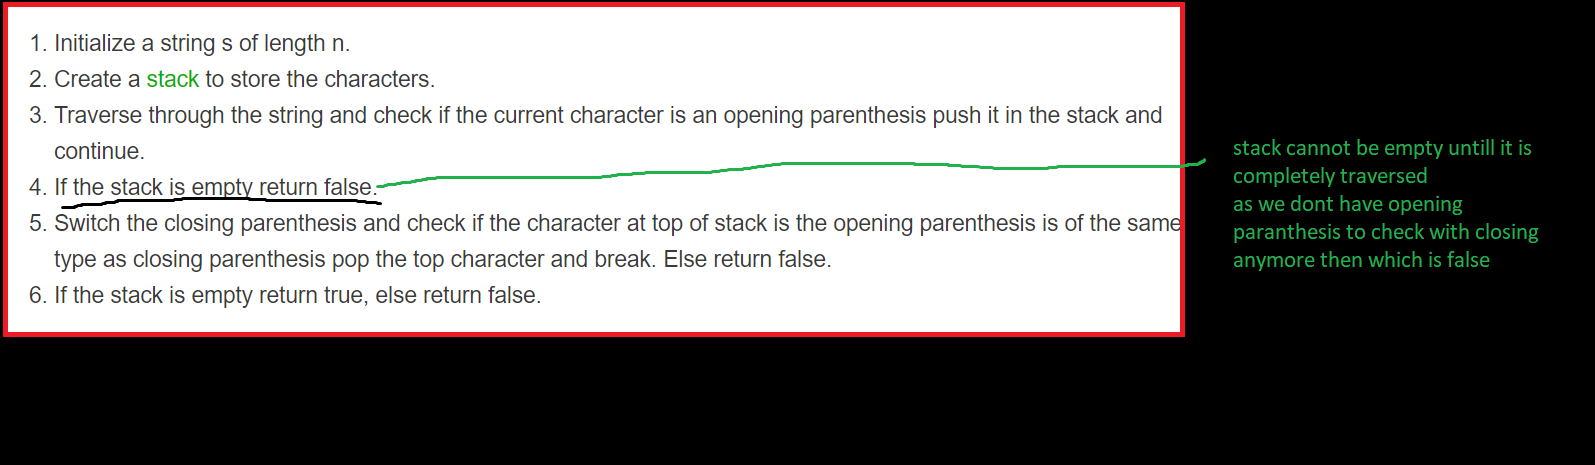 1. Initialize a string s of length n.
2. Create a stack to store the characters.
3. Traverse through the string and check if the current character is an opening parenthesis push it in the stack and
continue.
4. If the stack is empty return false.
5. Switch the closing parenthesis and check if the character at top of stack is the opening parenthesis is of the same
type as closing parenthesis pop the top character and break. Else return false.
6. If the stack is empty return true, else return false.
stack cannot be empty untill it is
completely traversed
as we dont have opening
paranthesis to check with closing
anymore then which is false